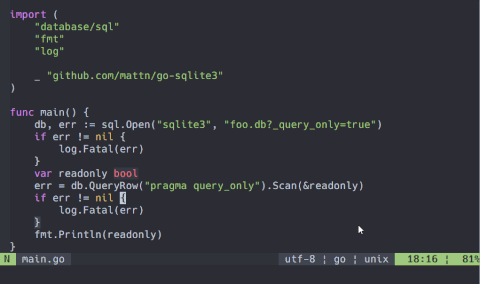 import (
    "database/sql"
    "fmt"
    "log"

    _ "github.com/mattn/go-sqlite3"
)

func main() {
    db, err := sql.Open("sqlite3", "foo.db?_query_only=true")
    if err != nil {
        log.Fatal(err)
    }
    var readonly bool
    err = db.QueryRow("pragma query_only").Scan(&readonly)
    if err != nil {
        log.Fatal(err)
    }
    fmt.Println(readonly)
}
N main.go utf-8 ¦ go ¦ unix 18:16 ¦ 81%